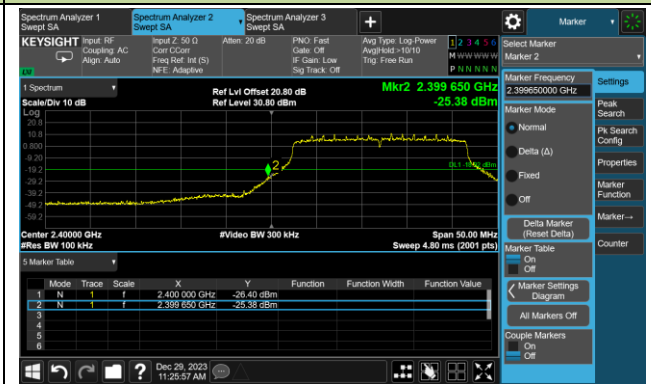 Spectrum Analyzer 1
Swept SA
Spectrum Analyzer 2
Swept SA
Spectrum Analyzer 3
Swept SA
Marker
KEYSIGHT
Input: RF
Coupling: AC
Align: Auto
Input Z: 50 Ω
Corr CCorr
Freq Ref: Int (S)
NFE: Adaptive
Atten: 20 dB
PNO: Fast
Gate: Off
IF Gain: Low
Sig Track: Off
Avg Type: Log-Power
Avg|Hold:>10/10
Trig: Free Run
1 2 3 4 5 6
M W W W W W
P N N N N N
Select Marker
Marker 2
LM
1 Spectrum
Scale/Div 10 dB
Log
Ref Lvl Offset 20.80 dB
Ref Level 30.80 dBm
Mkr2 2.399 650 GHz
-25.38 dBm
20.8
10.8
0.800
-9.20
-19.2
-29.2
-39.2
-49.2
-59.2
2
Center 2.40000 GHz
#Res BW 100 kHz
#Video BW 300 kHz
Span 50.00 MHz
Sweep 4.80 ms (2001 pts)
5 Marker Table
Mode Trace Scale X Y Function Function Width Function Value
1 N 1 f 2.400 000 GHz -26.40 dBm
2 N 1 f 2.399 650 GHz -25.38 dBm
3
4
5
6
Marker Frequency
2.399650000 GHz
Marker Mode
Normal
Delta (Δ)
Fixed
Off
Delta Marker
(Reset Delta)
Marker Table
On
Off
Marker Settings
Diagram
All Markers Off
Couple Markers
On
Off
Settings
Peak
Search
Pk Search
Config
Properties
Marker
Function
Marker→
Counter
Dec 29, 2023
11:25:57 AM